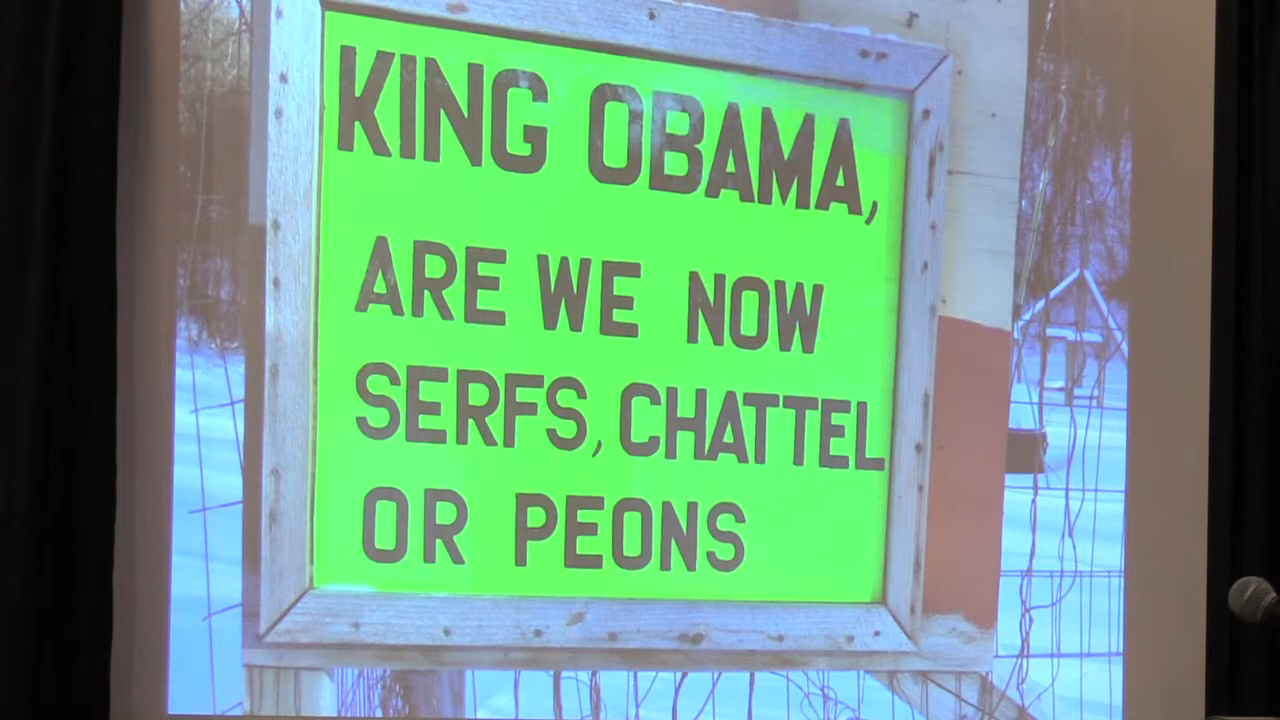 KING OBAMA,
ARE WE NOW
SERFS, CHATTEL
OR PEONS